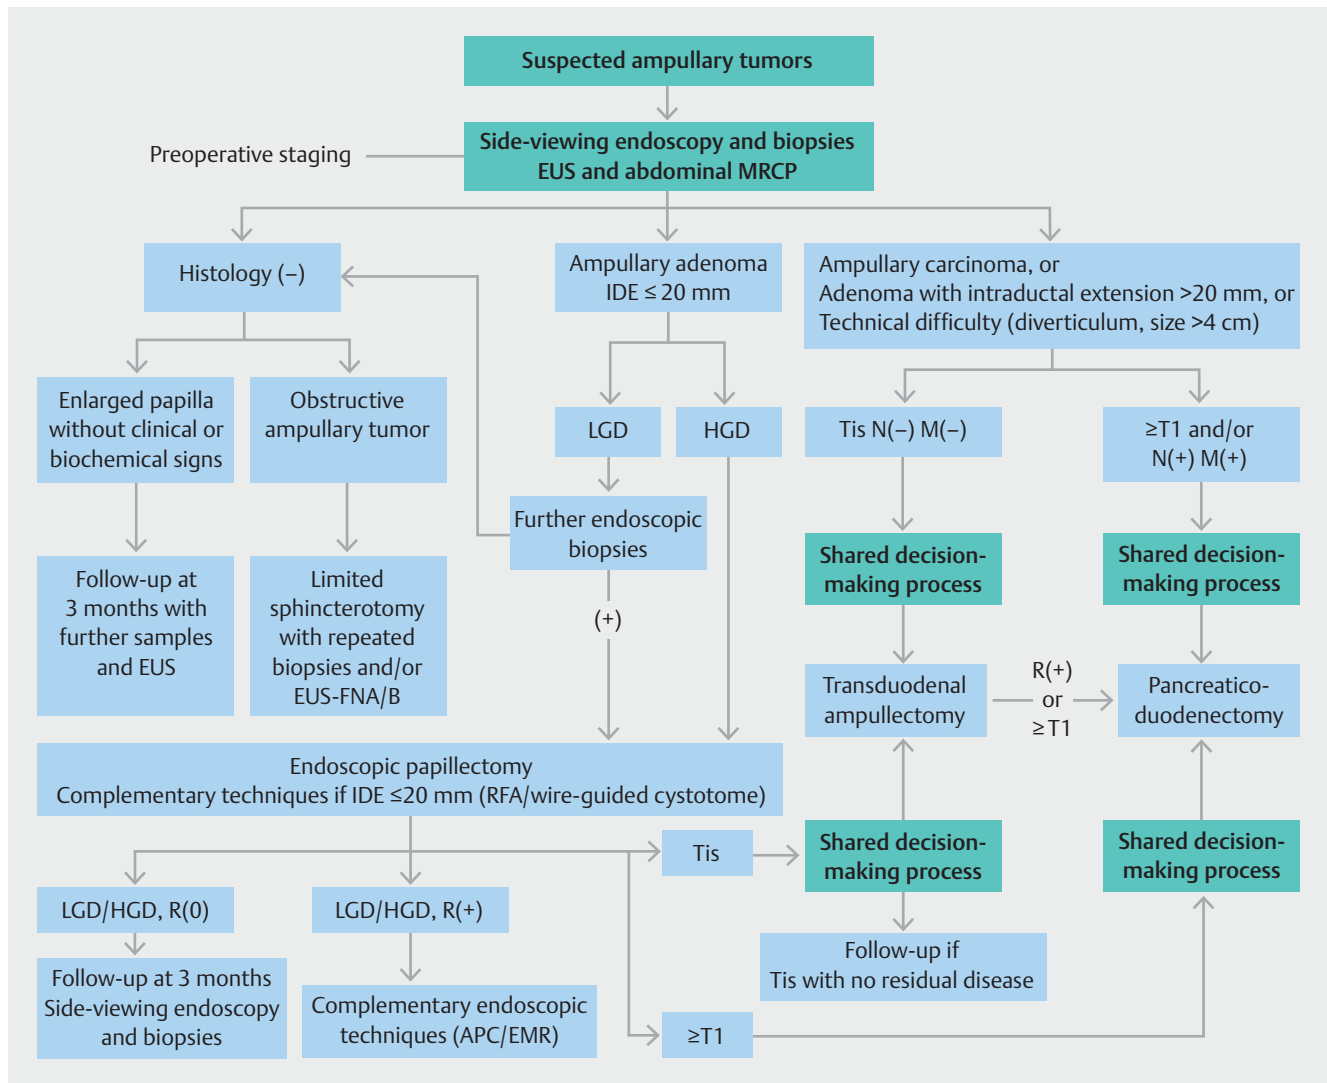 Suspected ampullary tumors
Preoperative staging
Side-viewing endoscopy and biopsies
EUS and abdominal MRCP
Histology (–)
Ampullary adenoma
IDE ≤ 20 mm
Ampullary carcinoma, or
Adenoma with intraductal extension >20 mm, or
Technical difficulty (diverticulum, size >4 cm)
Enlarged papilla
without clinical or
biochemical signs
Obstructive
ampullary tumor
LGD
HGD
Tis N(–) M(–)
≥T1 and/or
N(+) M(+)
Further endoscopic
biopsies
Shared decision-
making process
Shared decision-
making process
Follow-up at
3 months with
further samples
and EUS
Limited
sphincterotomy
with repeated
biopsies and/or
EUS-FNA/B
(+)
Transduodenal
ampullectomy
R(+)
or
≥T1
Pancreatico-
duodenectomy
Endoscopic papillectomy
Complementary techniques if IDE ≤20 mm (RFA/wire-guided cystotome)
Tis
Shared decision-
making process
Shared decision-
making process
LGD/HGD, R(0)
LGD/HGD, R(+)
Follow-up if
Tis with no residual disease
Follow-up at 3 months
Side-viewing endoscopy
and biopsies
Complementary endoscopic
techniques (APC/EMR)
≥T1